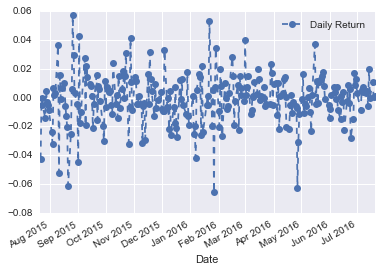 0.06
0.04
0.02
0.00
−0.02
−0.04
−0.06
−0.08
Daily Return
Aug 2015
Sep 2015
Oct 2015
Nov 2015
Dec 2015
Jan 2016
Feb 2016
Mar 2016
Apr 2016
May 2016
Jun 2016
Jul 2016
Date